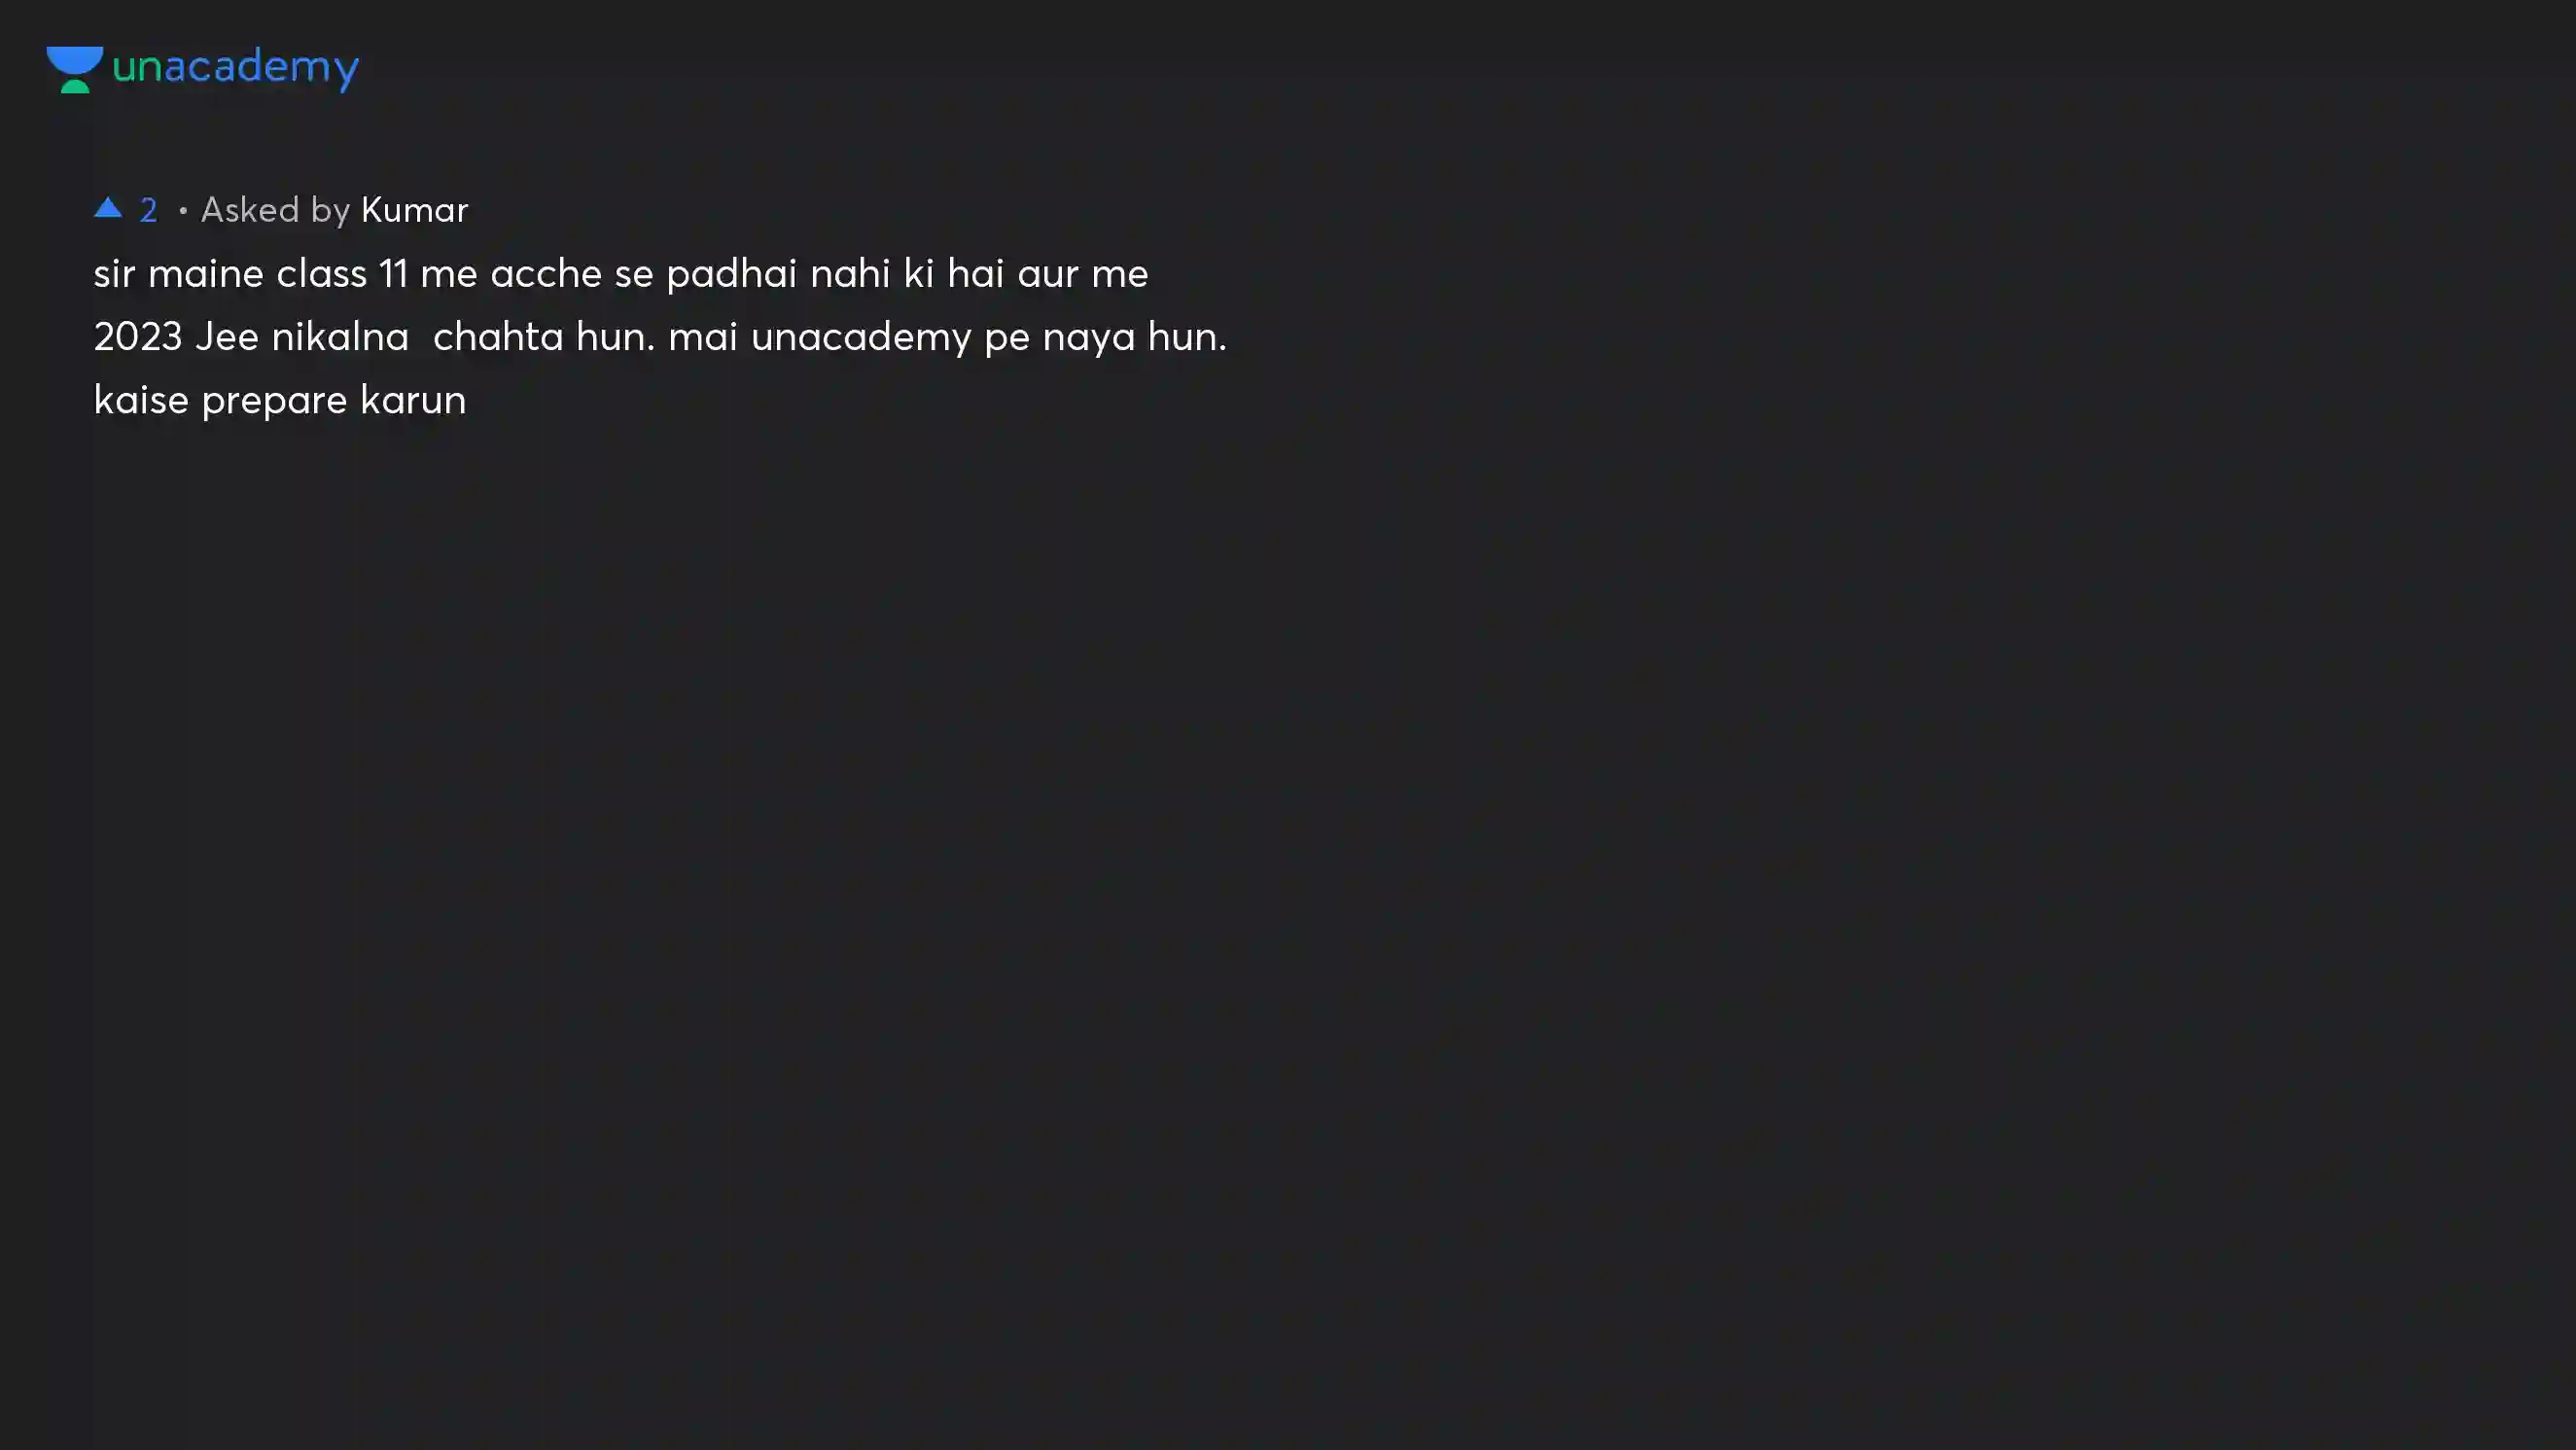 unacademy
▲ 2 • Asked by Kumar
sir maine class 11 me acche se padhai nahi ki hai aur me
2023 Jee nikalna  chahta hun. mai unacademy pe naya hun.
kaise prepare karun